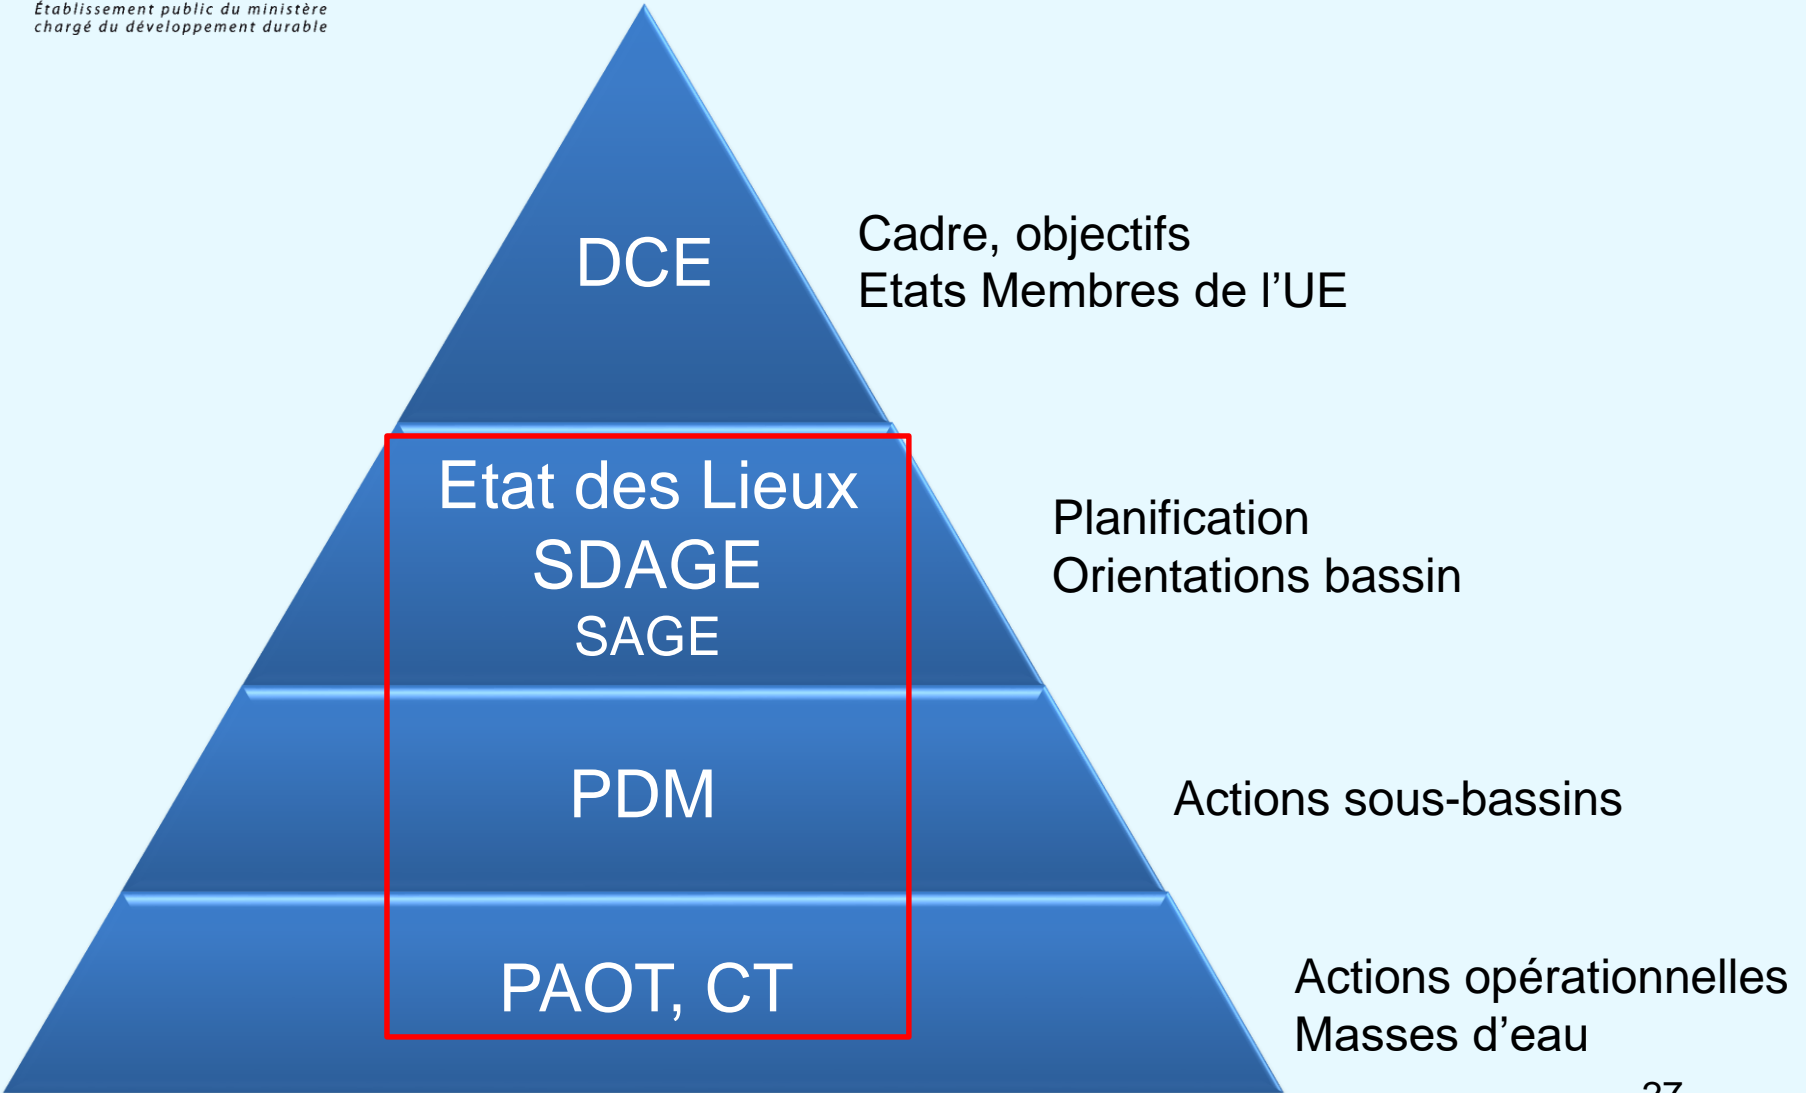 Établissement public du ministère
chargé du développement durable
DCE
Cadre, objectifs
Etats Membres de l’UE
Etat des Lieux
SDAGE
SAGE
Planification
Orientations bassin
PDM
Actions sous-bassins
PAOT, CT
Actions opérationnelles
Masses d’eau
27